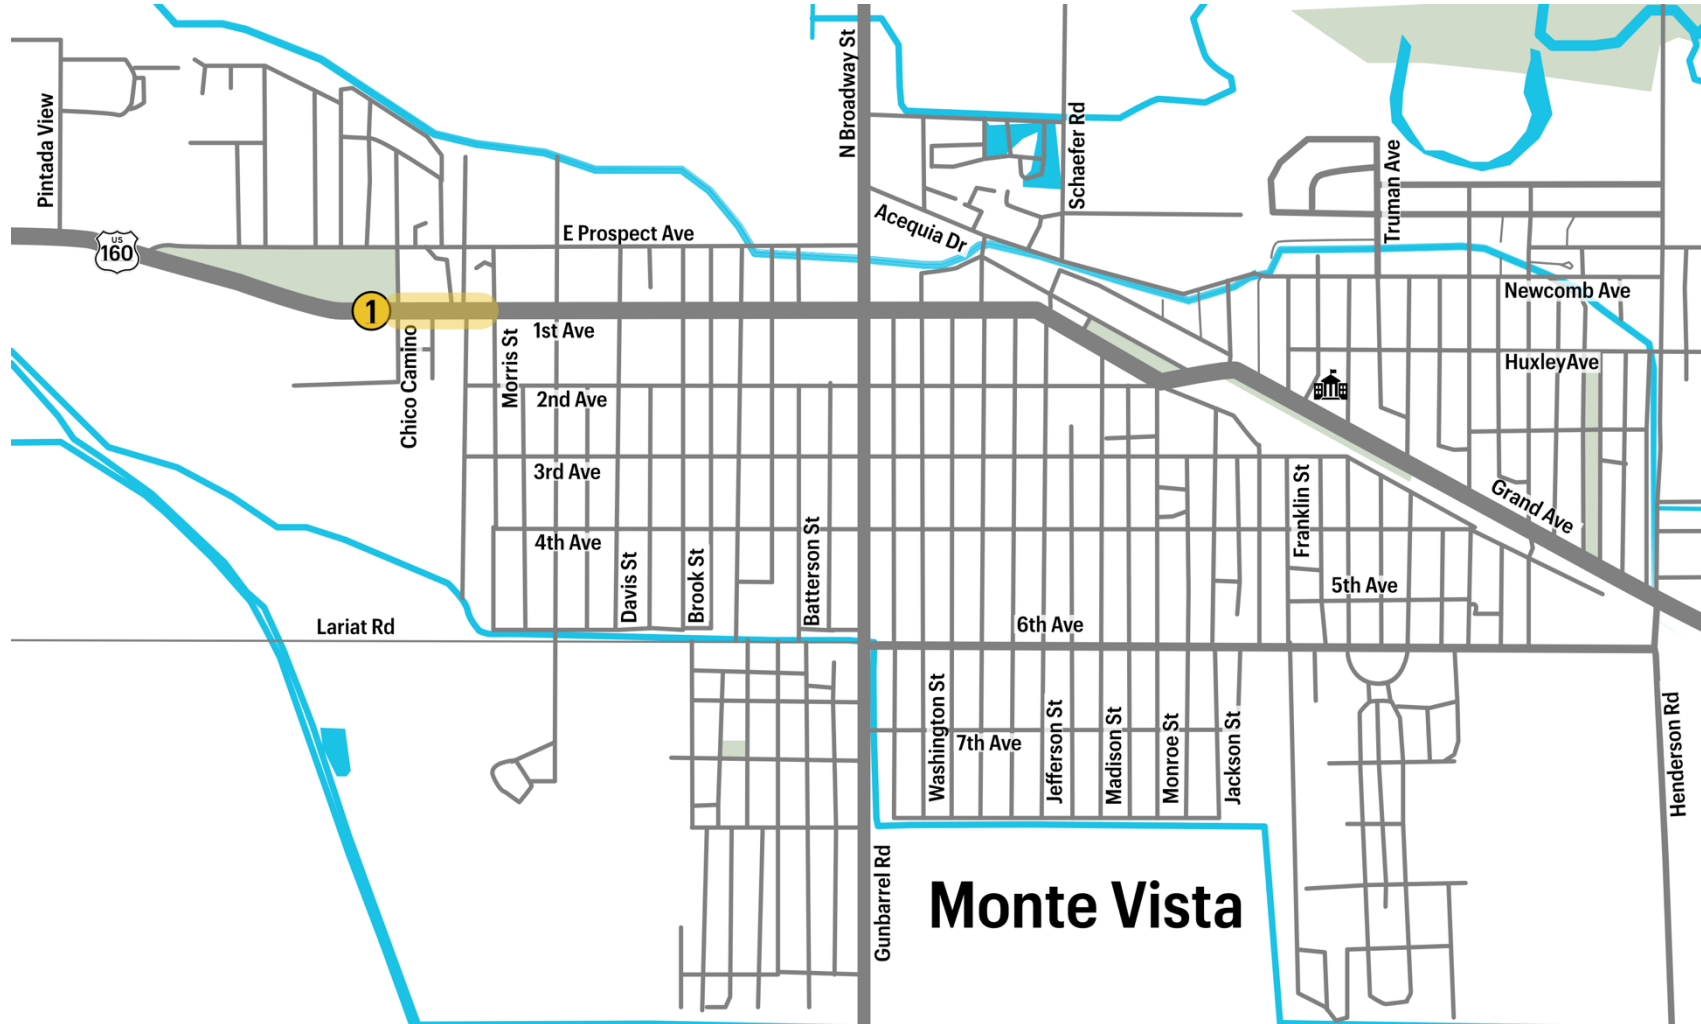 N Broadway St
Pintada View
Schaefer Rd
Truman Ave
Acequia Dr
E Prospect Ave
US
160
1
Newcomb Ave
1st Ave
HuxleyAve
Chico Camino
Morris St
2nd Ave
3rd Ave
Franklin St
Grand Ave
4th Ave
Davis St
Brook St
Batterson St
5th Ave
Lariat Rd
6th Ave
Washington St
7th Ave
Jefferson St
Madison St
Monroe St
Jackson St
Henderson Rd
Gunbarrel Rd
Monte Vista